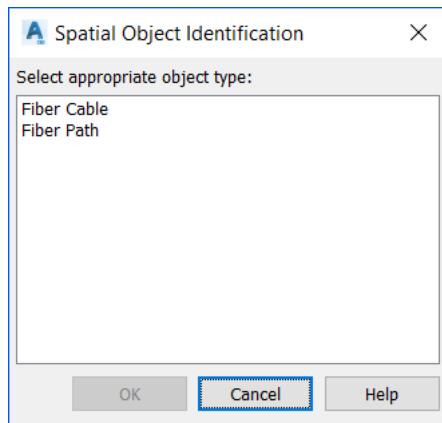 Spatial Object Identification
Select appropriate object type:
Fiber Cable
Fiber Path
OK Cancel Help